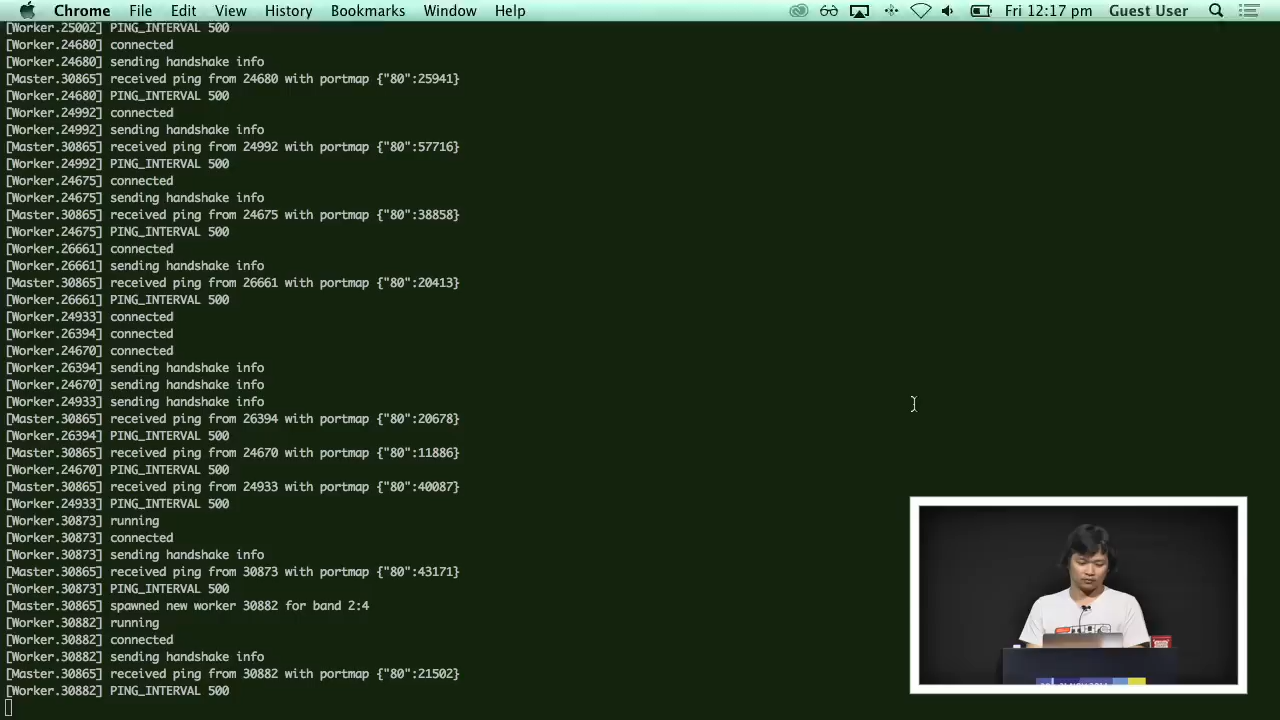 Chrome File Edit View History Bookmarks Window Help Fri 12:17 pm Guest User
[Worker.25002] PING_INTERVAL 500
[Worker.24680] connected
[Worker.24680] sending handshake info
[Master.30865] received ping from 24680 with portmap {"80":25941}
[Worker.24680] PING_INTERVAL 500
[Worker.24992] connected
[Worker.24992] sending handshake info
[Master.30865] received ping from 24992 with portmap {"80":57716}
[Worker.24992] PING_INTERVAL 500
[Worker.24675] connected
[Worker.24675] sending handshake info
[Master.30865] received ping from 24675 with portmap {"80":38858}
[Worker.24675] PING_INTERVAL 500
[Worker.26661] connected
[Worker.26661] sending handshake info
[Master.30865] received ping from 26661 with portmap {"80":20413}
[Worker.26661] PING_INTERVAL 500
[Worker.24933] connected
[Worker.26394] connected
[Worker.24670] connected
[Worker.26394] sending handshake info
[Worker.24670] sending handshake info
[Worker.24933] sending handshake info
[Master.30865] received ping from 26394 with portmap {"80":20678}
[Worker.26394] PING_INTERVAL 500
[Master.30865] received ping from 24670 with portmap {"80":11886}
[Worker.24670] PING_INTERVAL 500
[Master.30865] received ping from 24933 with portmap {"80":40087}
[Worker.24933] PING_INTERVAL 500
[Worker.30873] running
[Worker.30873] connected
[Worker.30873] sending handshake info
[Master.30865] received ping from 30873 with portmap {"80":43171}
[Worker.30873] PING_INTERVAL 500
[Master.30865] spawned new worker 30882 for band 2:4
[Worker.30882] running
[Worker.30882] connected
[Worker.30882] sending handshake info
[Master.30865] received ping from 30882 with portmap {"80":21502}
[Worker.30882] PING_INTERVAL 500